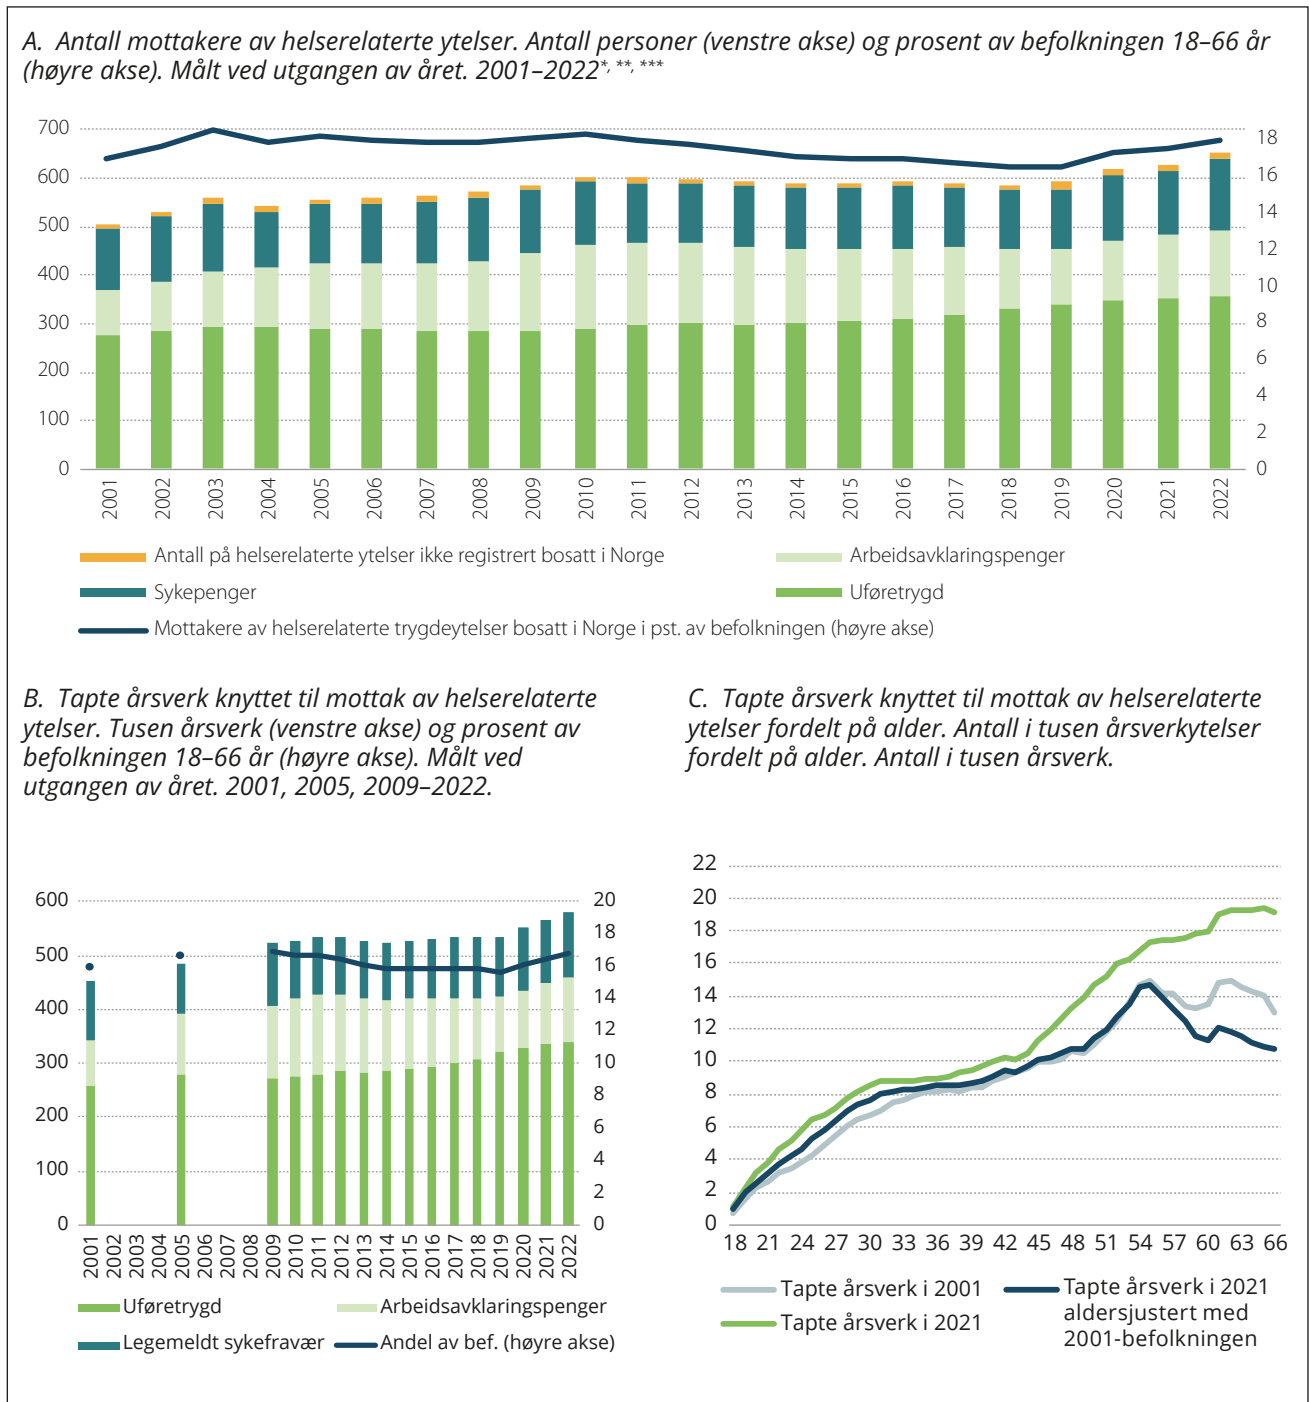 A. Antall mottakere av helserelaterte ytelser. Antall personer (venstre akse) og prosent av befolkningen 18–66 år
(høyre akse). Målt ved utgangen av året. 2001–2022*, **, ***
700
600
500
400
300
200
100
0
18
16
14
12
10
8
6
4
2
0
2001 2002 2003 2004 2005 2006 2007 2008 2009 2010 2011 2012 2013 2014 2015 2016 2017 2018 2019 2020 2021 2022
Antall på helserelaterte ytelser ikke registrert bosatt i Norge
Arbeidsavklaringspenger
Sykepenger
Uføretrygd
Mottakere av helserelaterte trygdeytelser bosatt i Norge i pst. av befolkningen (høyre akse)
B. Tapte årsverk knyttet til mottak av helserelaterte
ytelser. Tusen årsverk (venstre akse) og prosent av
befolkningen 18–66 år (høyre akse). Målt ved
utgangen av året. 2001, 2005, 2009–2022.
600
500
400
300
200
100
0
20
18
16
14
12
10
8
6
4
2
0
2001 2002 2003 2004 2005 2006 2007 2008 2009 2010 2011 2012 2013 2014 2015 2016 2017 2018 2019 2020 2021 2022
Uføretrygd
Arbeidsavklaringspenger
Legemeldt sykefravær
Andel av bef. (høyre akse)
C. Tapte årsverk knyttet til mottak av helserelaterte
ytelser fordelt på alder. Antall i tusen årsverkytelser
fordelt på alder. Antall i tusen årsverk.
22
20
18
16
14
12
10
8
6
4
2
0
18 21 24 27 30 33 36 39 42 45 48 51 54 57 60 63 66
Tapte årsverk i 2001
Tapte årsverk i 2021
Tapte årsverk i 2021
aldersjustert med
2001-befolkningen